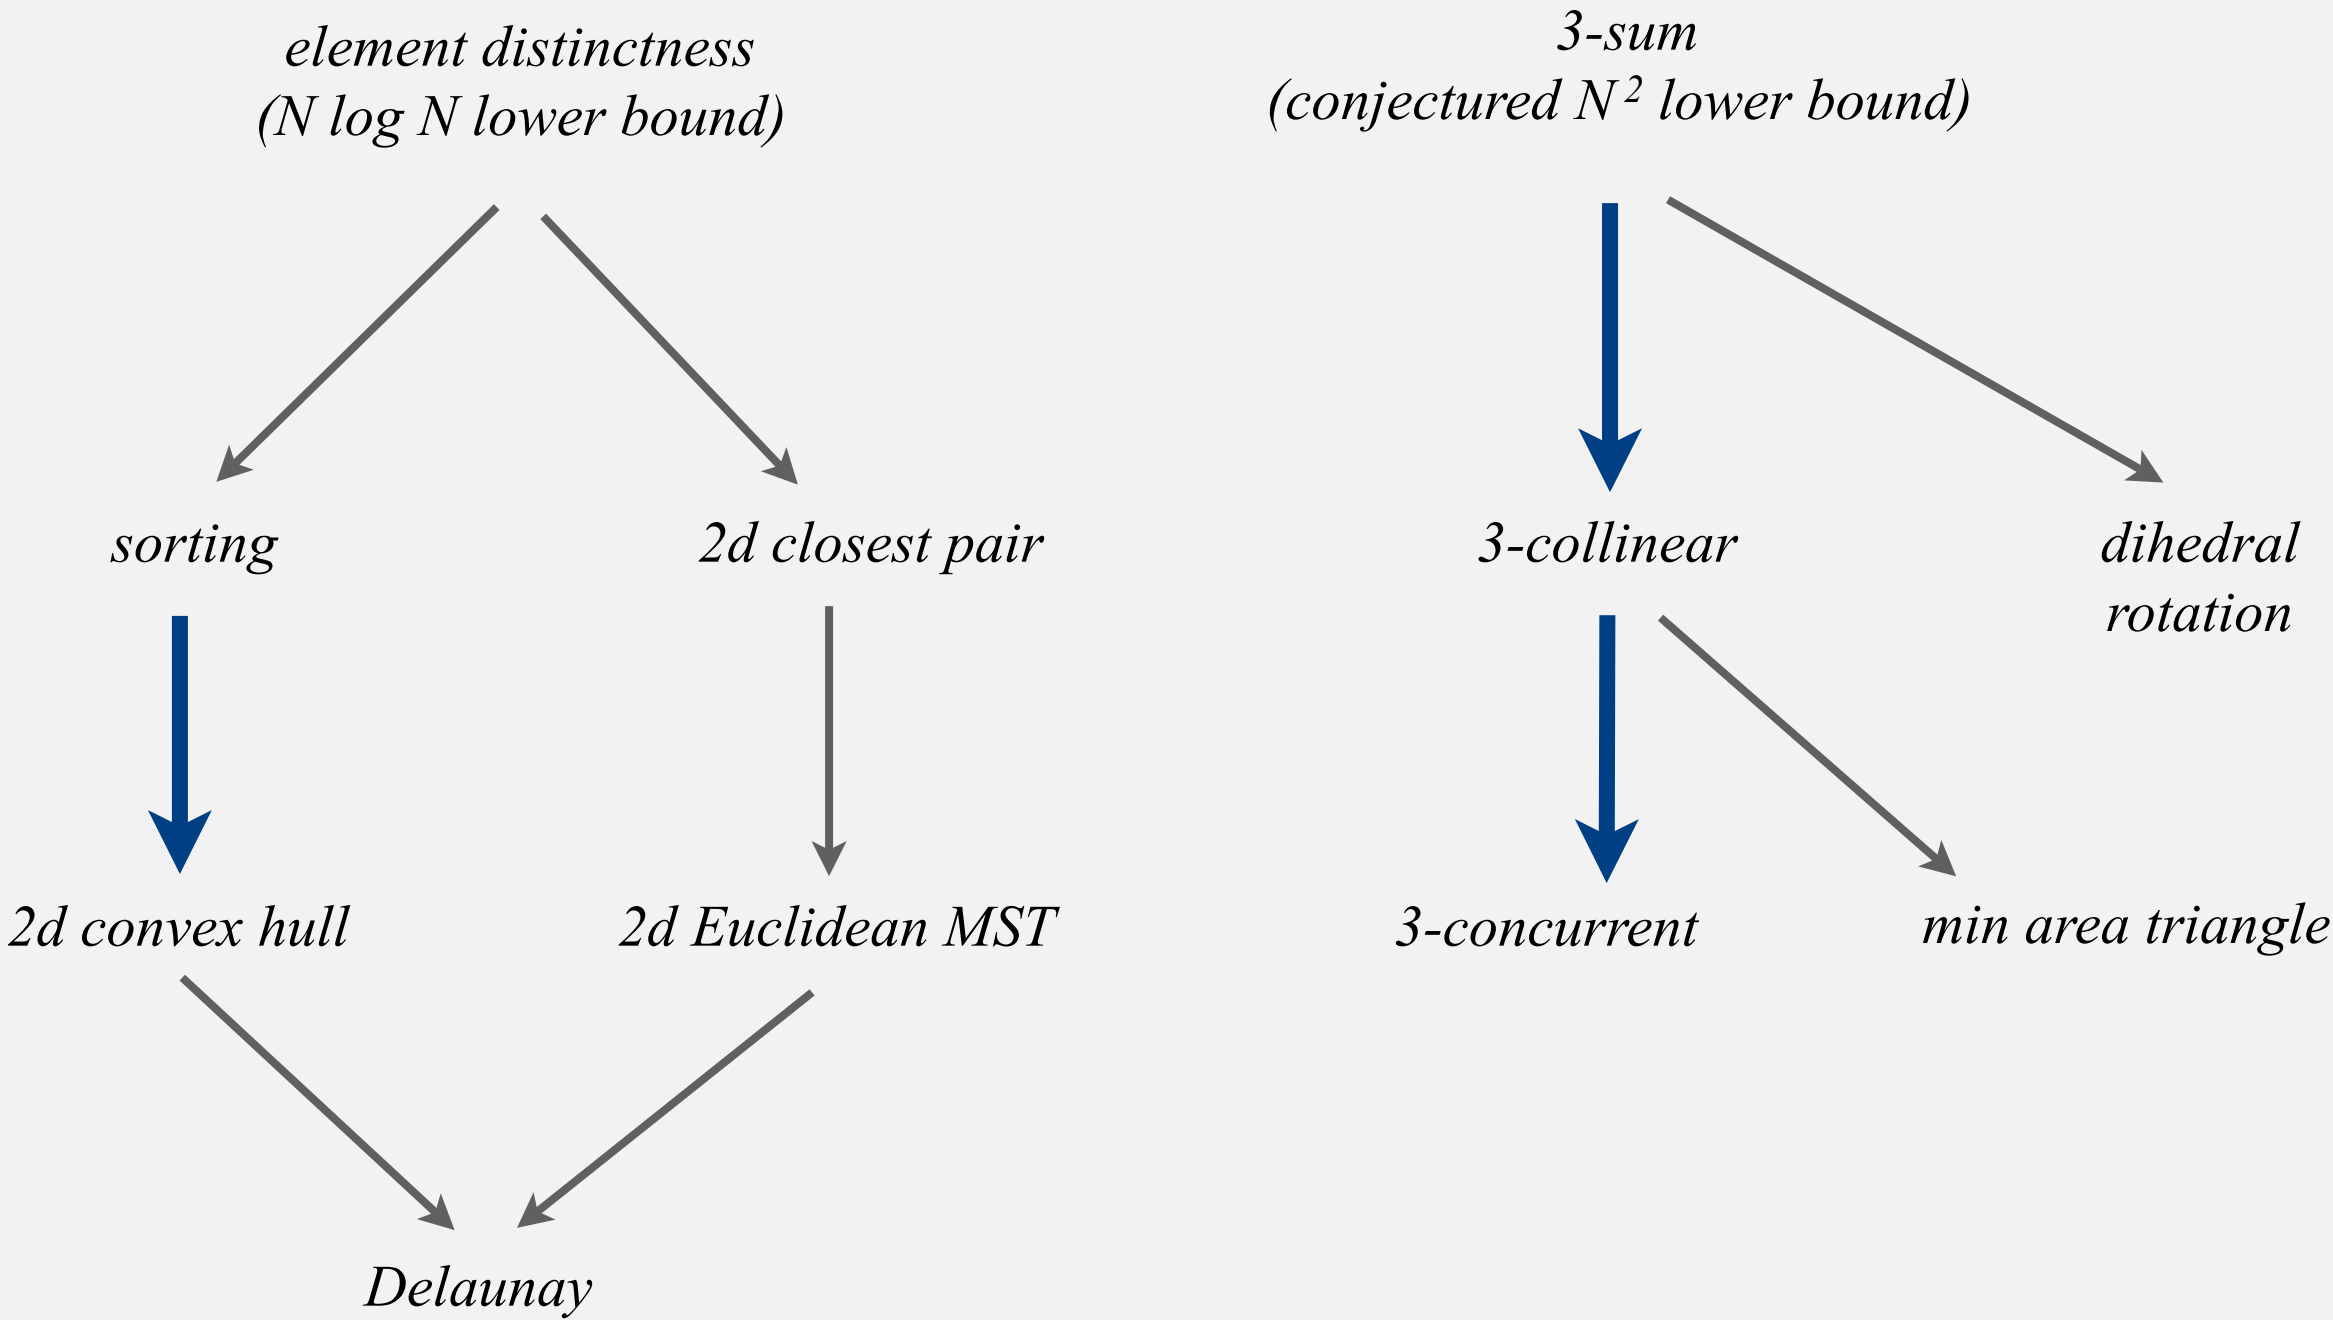 element distinctness
(N log N lower bound)
3-sum
(conjectured N² lower bound)
sorting
2d closest pair
3-collinear
dihedral
rotation
2d convex hull
2d Euclidean MST
3-concurrent
min area triangle
Delaunay